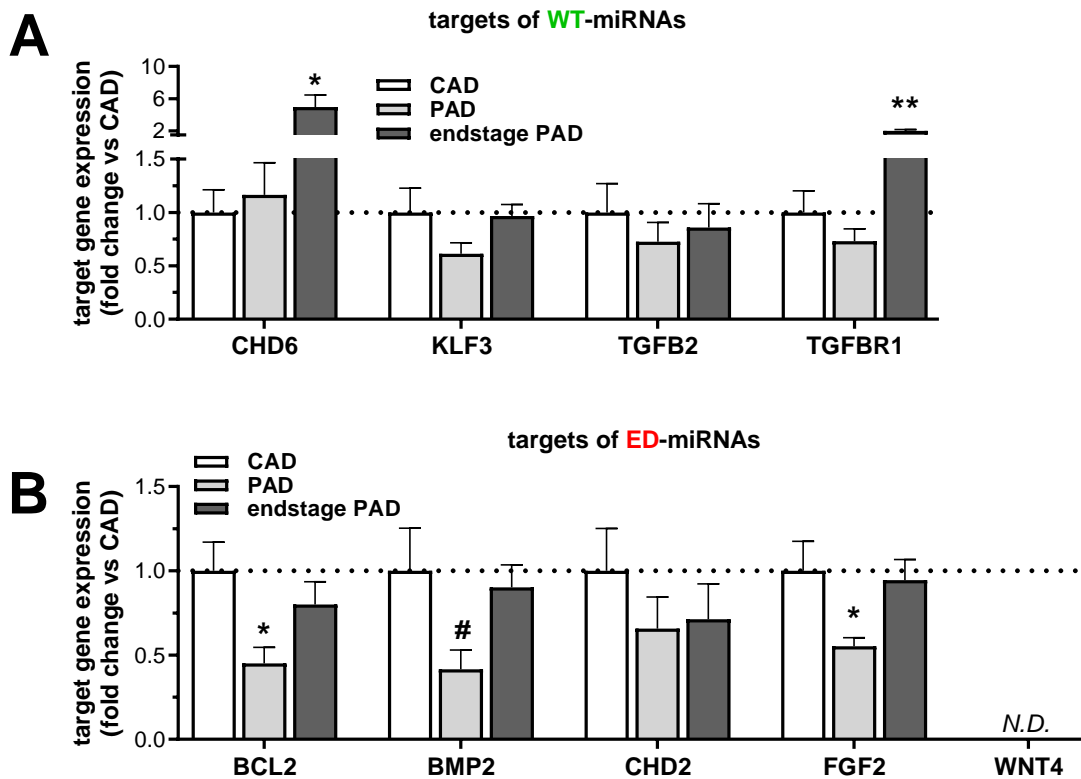 A
targets of WT-miRNAs
target gene expression
(fold change vs CAD)
10
6
2
1.5
1.0
0.5
0.0
CAD
PAD
endstage PAD
*
**
CHD6
KLF3
TGFB2
TGFBR1
B
targets of ED-miRNAs
target gene expression
(fold change vs CAD)
1.5
1.0
0.5
0.0
CAD
PAD
endstage PAD
*
#
*
N.D.
BCL2
BMP2
CHD2
FGF2
WNT4